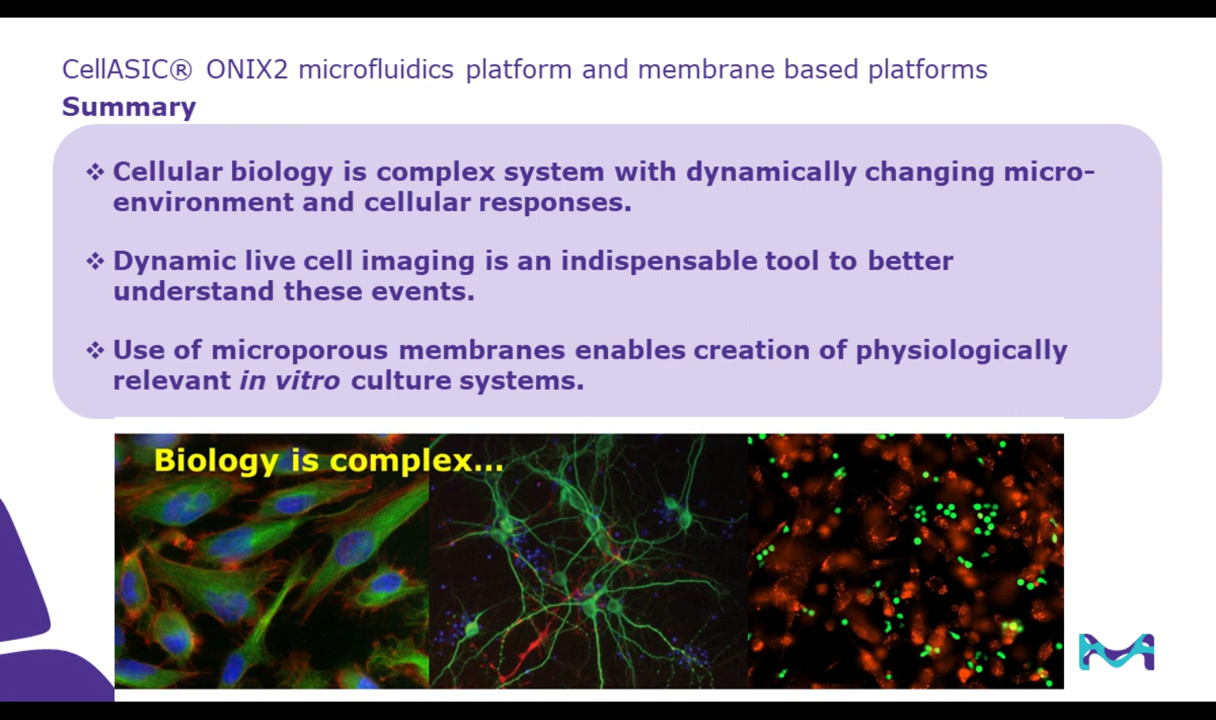 CellASIC® ONIX2 microfluidics platform and membrane based platforms
Summary
❖ Cellular biology is complex system with dynamically changing micro-
environment and cellular responses.
❖ Dynamic live cell imaging is an indispensable tool to better
understand these events.
❖ Use of microporous membranes enables creation of physiologically
relevant in vitro culture systems.
Biology is complex...